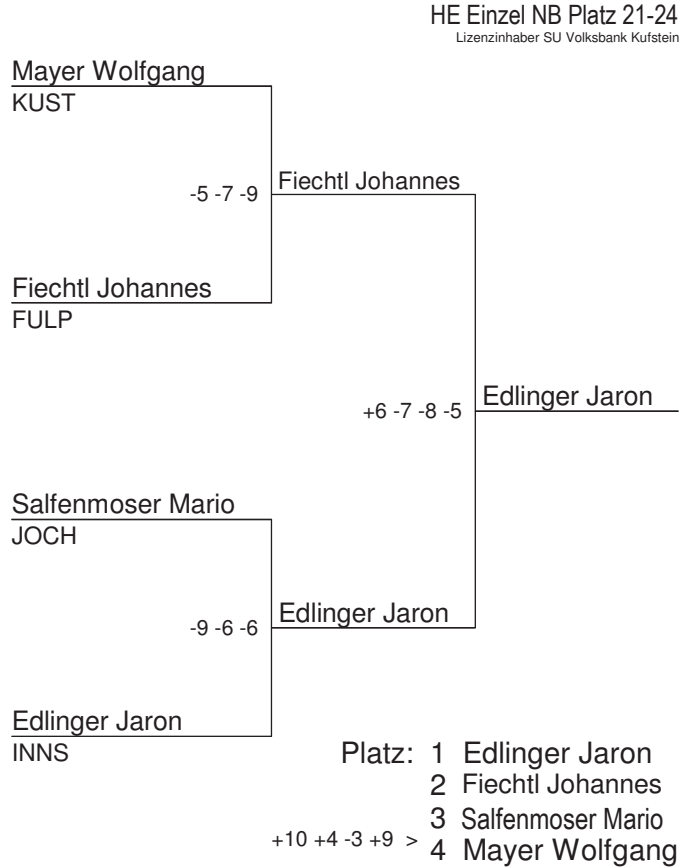 HE Einzel NB Platz 21-24
Lizenzinhaber SU Volksbank Kufstein
Mayer Wolfgang
KUST
-5 -7 -9 Fiechtl Johannes
Fiechtl Johannes
FULP
+6 -7 -8 -5 Edlinger Jaron
Salfenmoser Mario
JOCH
-9 -6 -6 Edlinger Jaron
Edlinger Jaron
INNS
Platz: 1 Edlinger Jaron
2 Fiechtl Johannes
3 Salfenmoser Mario
+10 +4 -3 +9 > 4 Mayer Wolfgang